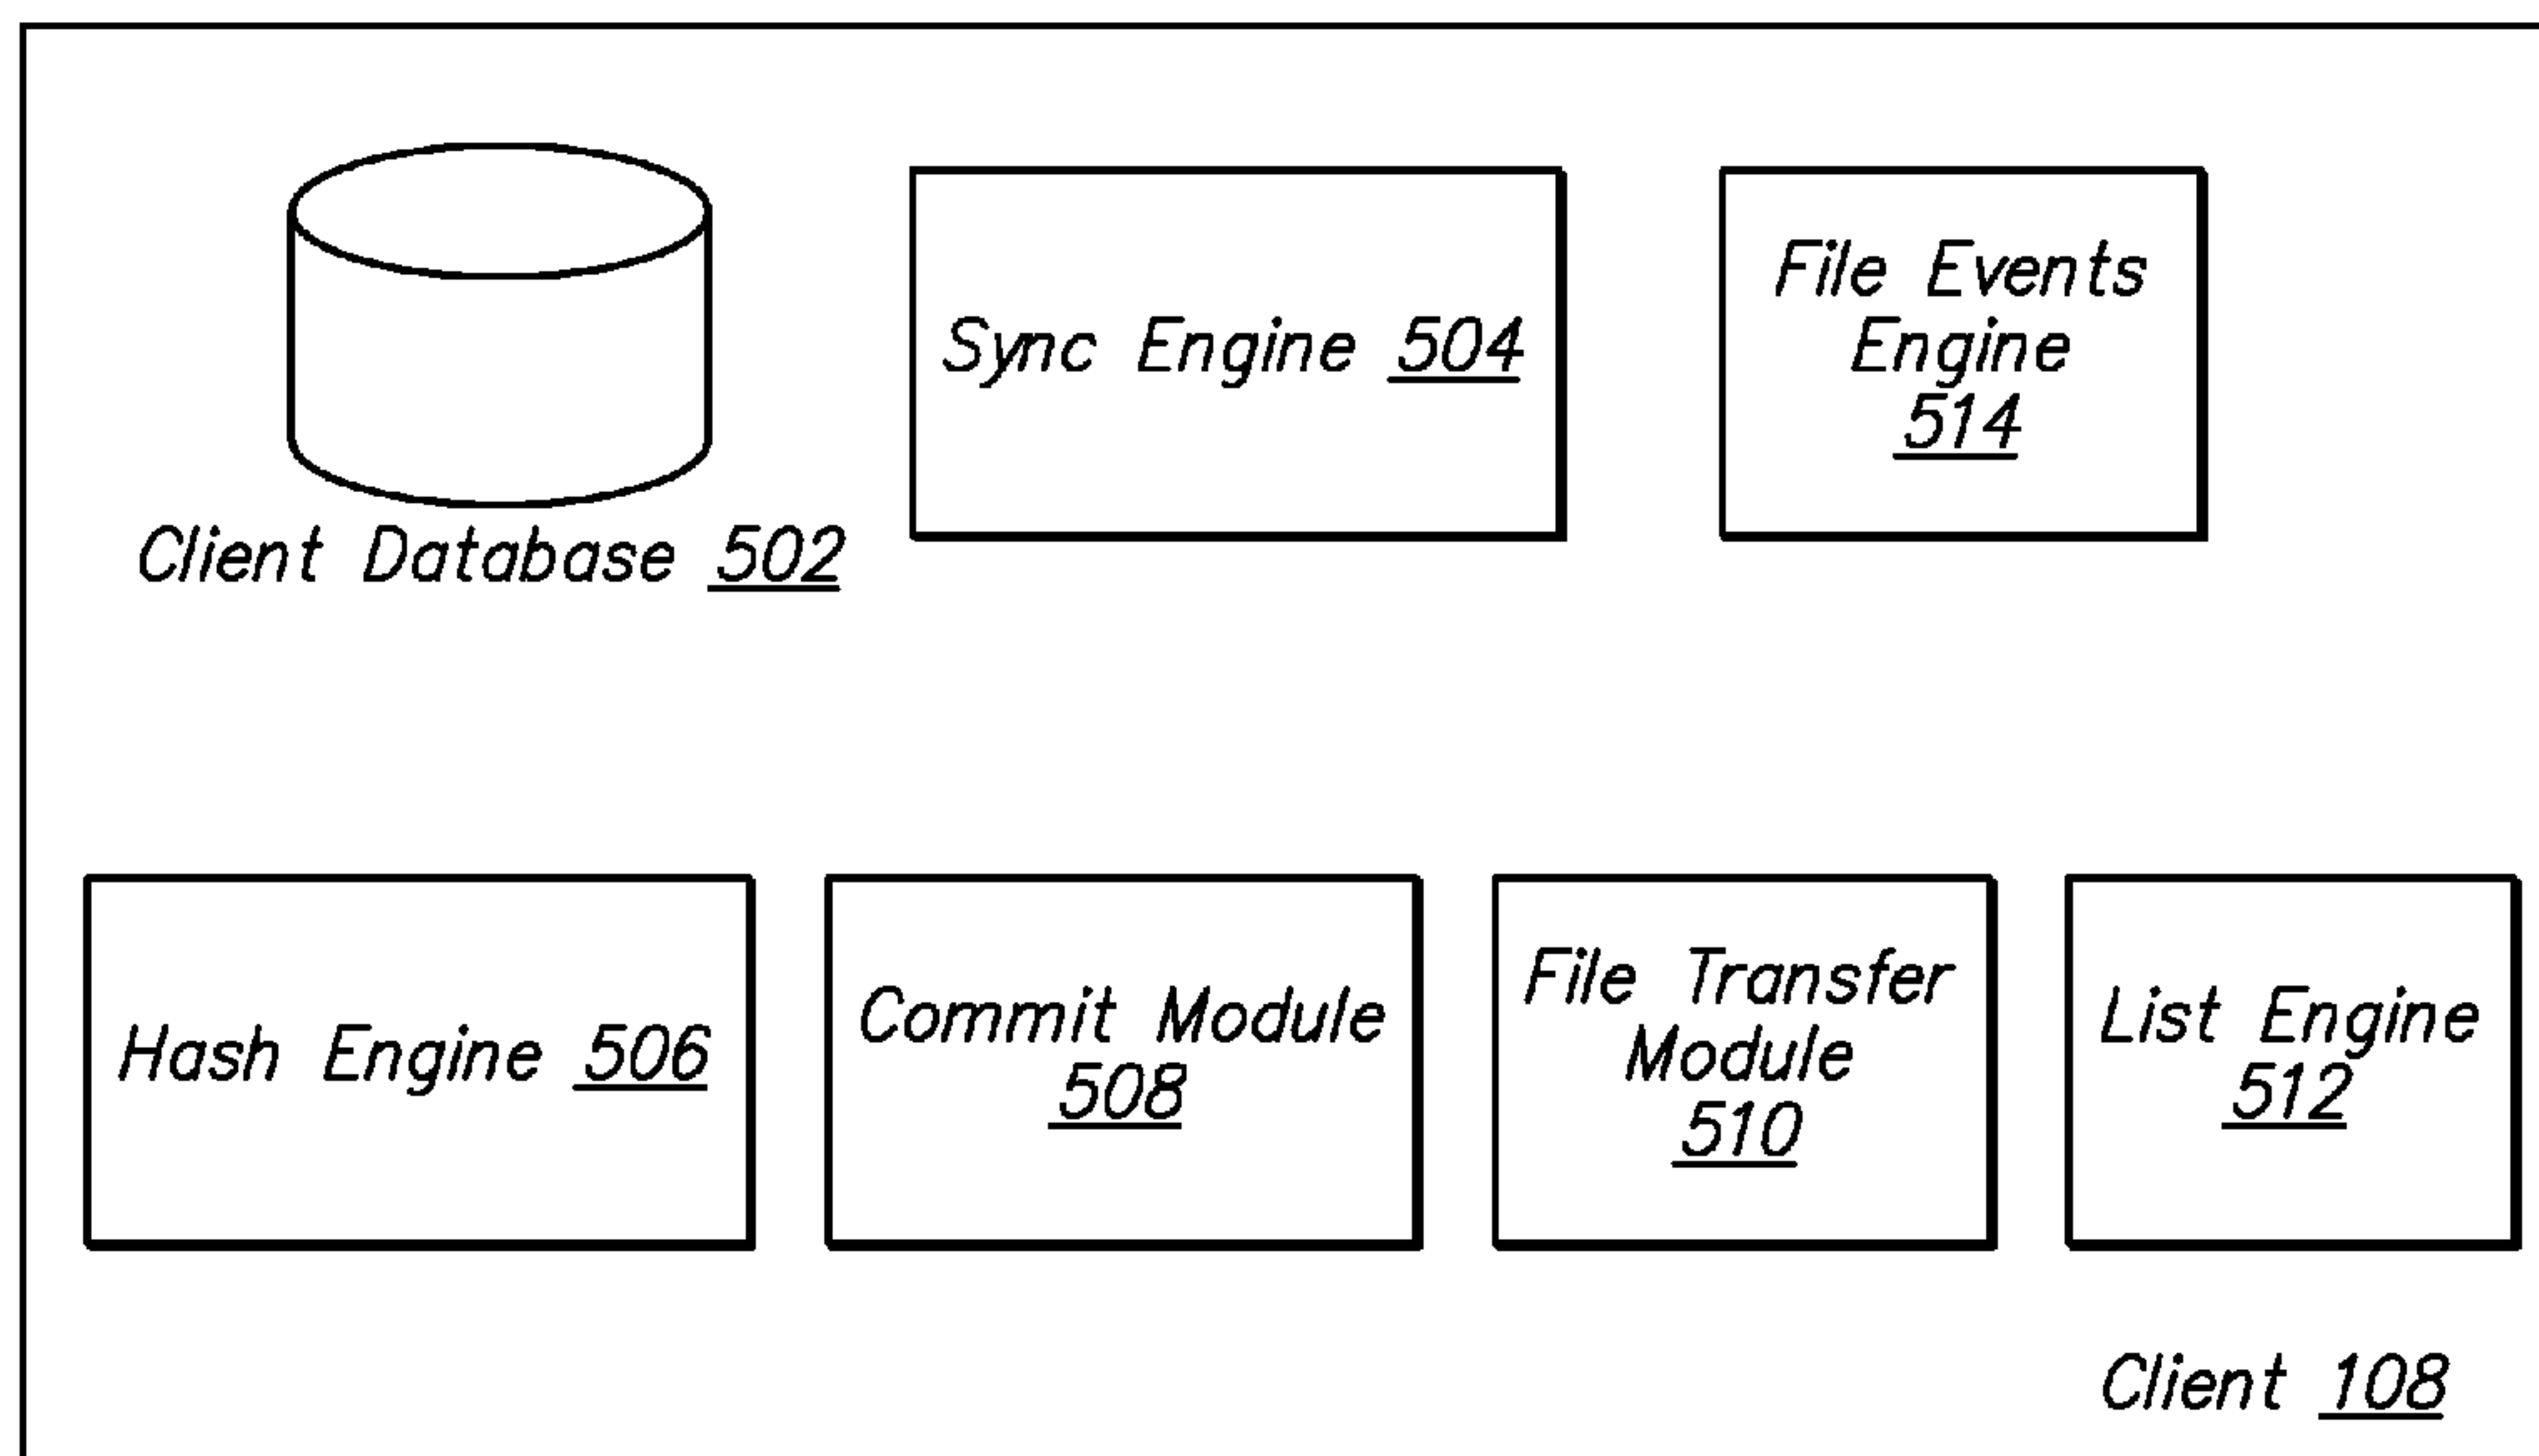 Client Database 502
Sync Engine 504
File Events
Engine
514
Hash Engine 506
Commit Module
508
File Transfer
Module
510
List Engine
512
Client 108